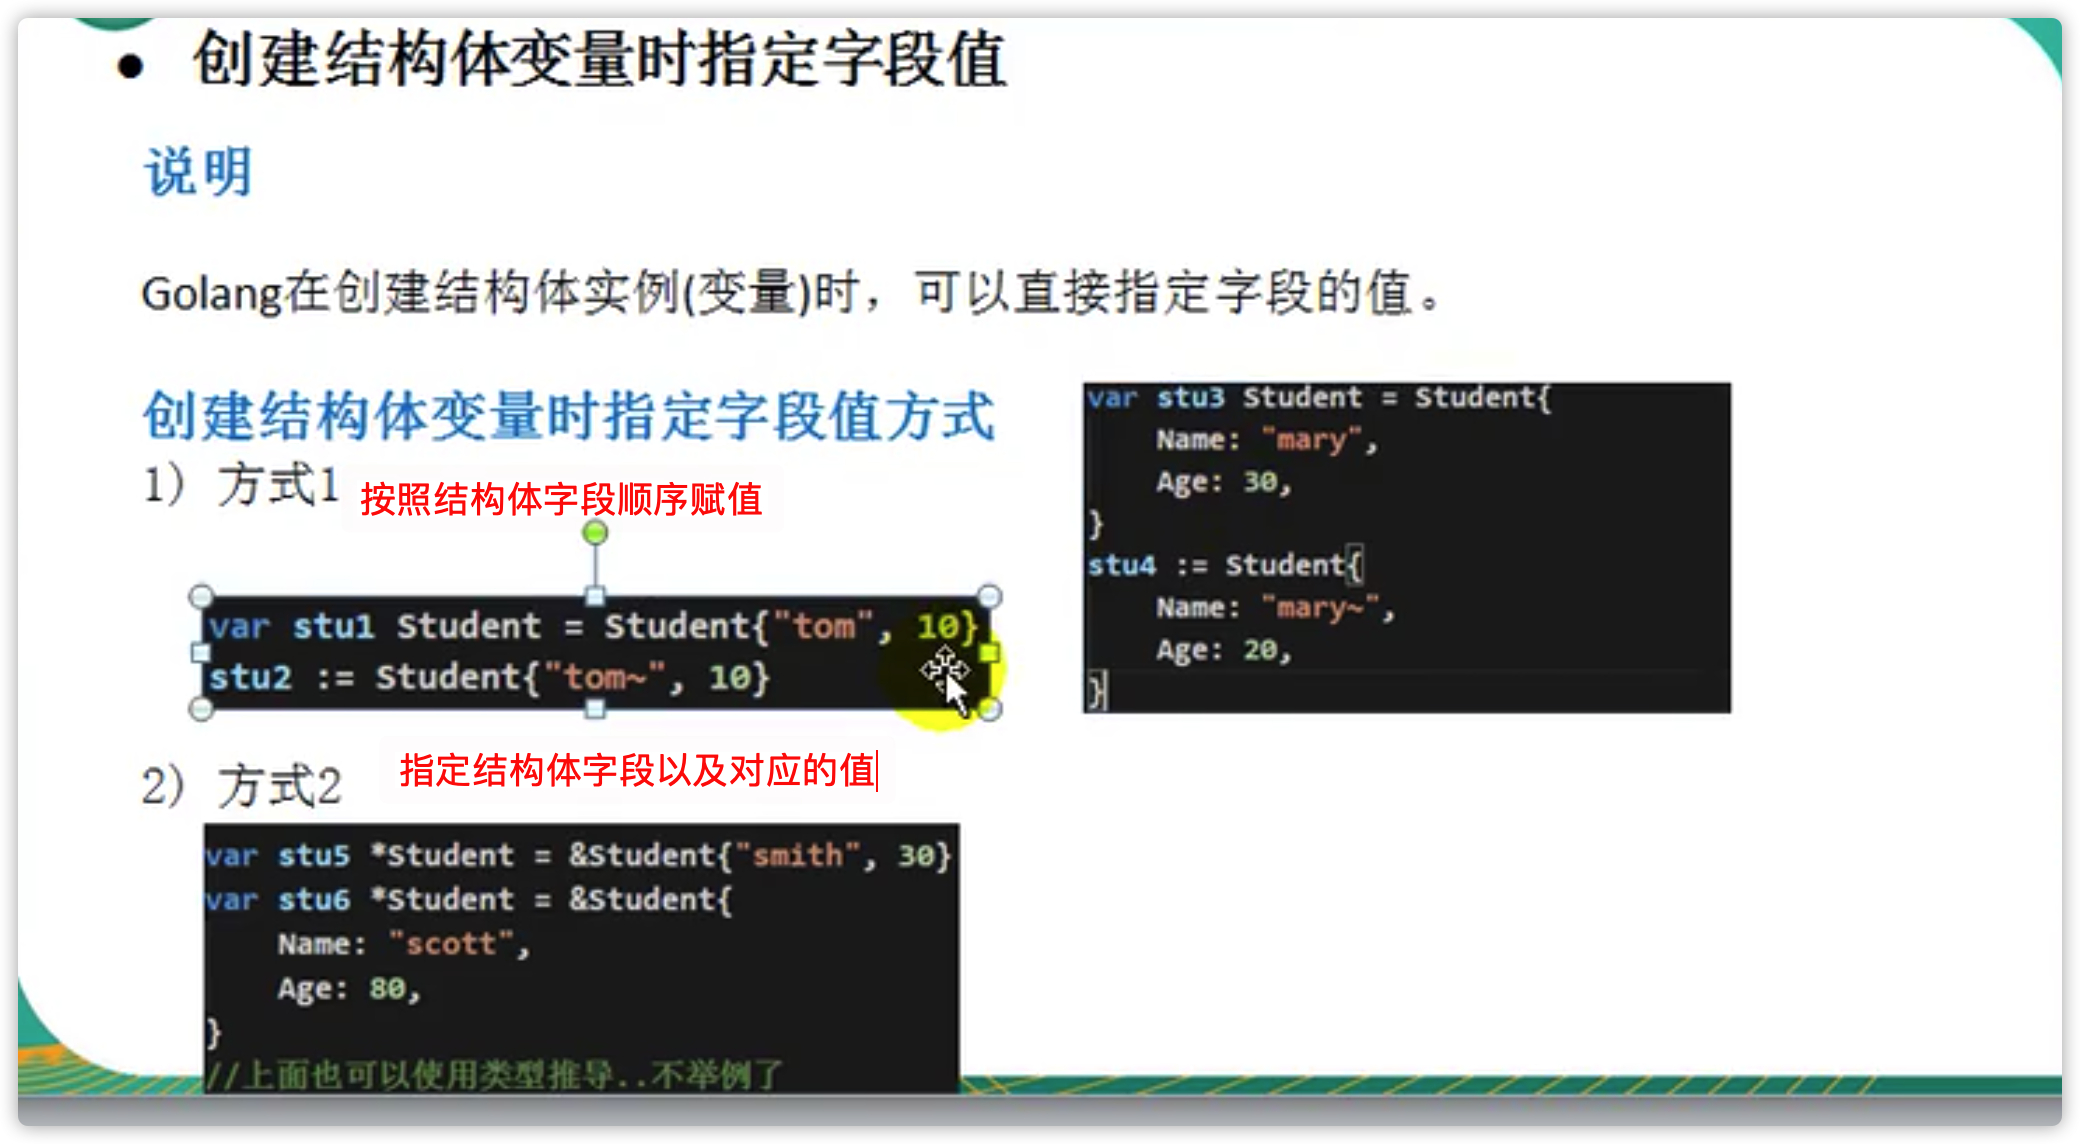 ● 创建结构体变量时指定字段值
说明
Golang在创建结构体实例(变量)时，可以直接指定字段的值。
创建结构体变量时指定字段值方式
1) 方式1
按照结构体字段顺序赋值
var stu1 Student = Student{"tom", 10}
stu2 := Student{"tom~", 10}
var stu3 Student = Student{
    Name: "mary",
    Age: 30,
}
stu4 := Student{
    Name: "mary~",
    Age: 20,
}
2) 方式2
指定结构体字段以及对应的值
var stu5 *Student = &Student{"smith", 30}
var stu6 *Student = &Student{
    Name: "scott",
    Age: 80,
}
//上面也可以使用类型推导..不举例了